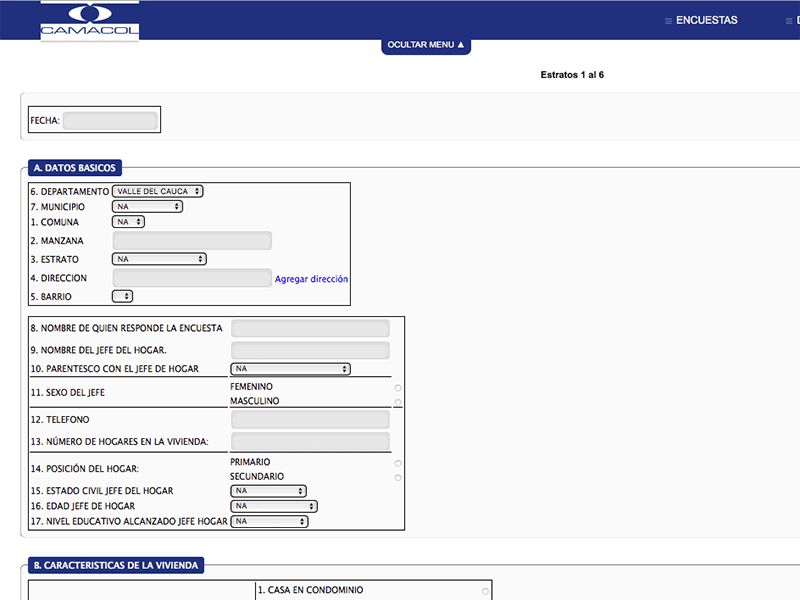 CAMACOL
ENCUESTAS
OCULTAR MENU ▲
Estratos 1 al 6
FECHA:
A. DATOS BASICOS
6. DEPARTAMENTO VALLE DEL CAUCA
7. MUNICIPIO NA
1. COMUNA NA
2. MANZANA
3. ESTRATO NA
4. DIRECCION Agregar dirección
5. BARRIO
8. NOMBRE DE QUIEN RESPONDE LA ENCUESTA
9. NOMBRE DEL JEFE DEL HOGAR.
10. PARENTESCO CON EL JEFE DE HOGAR NA
11. SEXO DEL JEFE
FEMENINO
MASCULINO
12. TELEFONO
13. NÚMERO DE HOGARES EN LA VIVIENDA:
14. POSICIÓN DEL HOGAR:
PRIMARIO
SECUNDARIO
15. ESTADO CIVIL JEFE DEL HOGAR NA
16. EDAD JEFE DE HOGAR NA
17. NIVEL EDUCATIVO ALCANZADO JEFE HOGAR NA
B. CARACTERISTICAS DE LA VIVIENDA
1. CASA EN CONDOMINIO